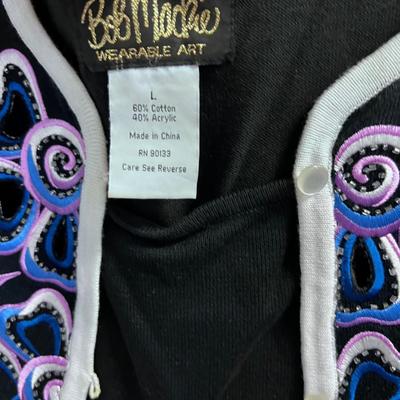 Bob Mackie
WEARABLE ART
L
60% Cotton
40% Acrylic
Made in China
RN 90133
Care See Reverse